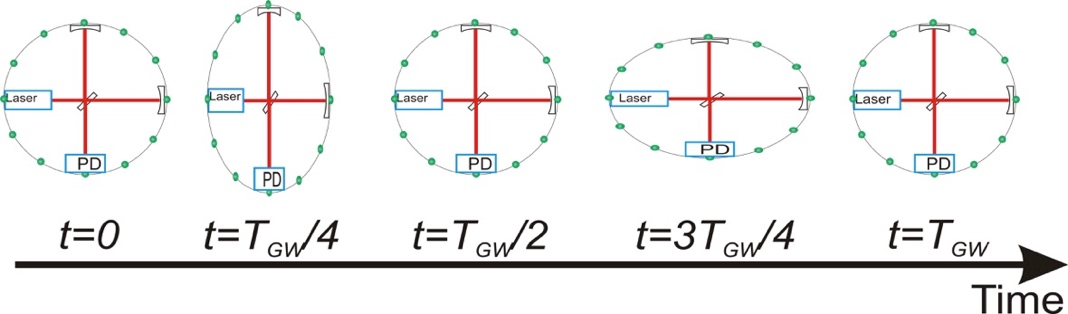 Laser PD
Laser PD
Laser PD
Laser PD
Laser PD
t=0 t=T_GW/4 t=T_GW/2 t=3T_GW/4 t=T_GW
Time